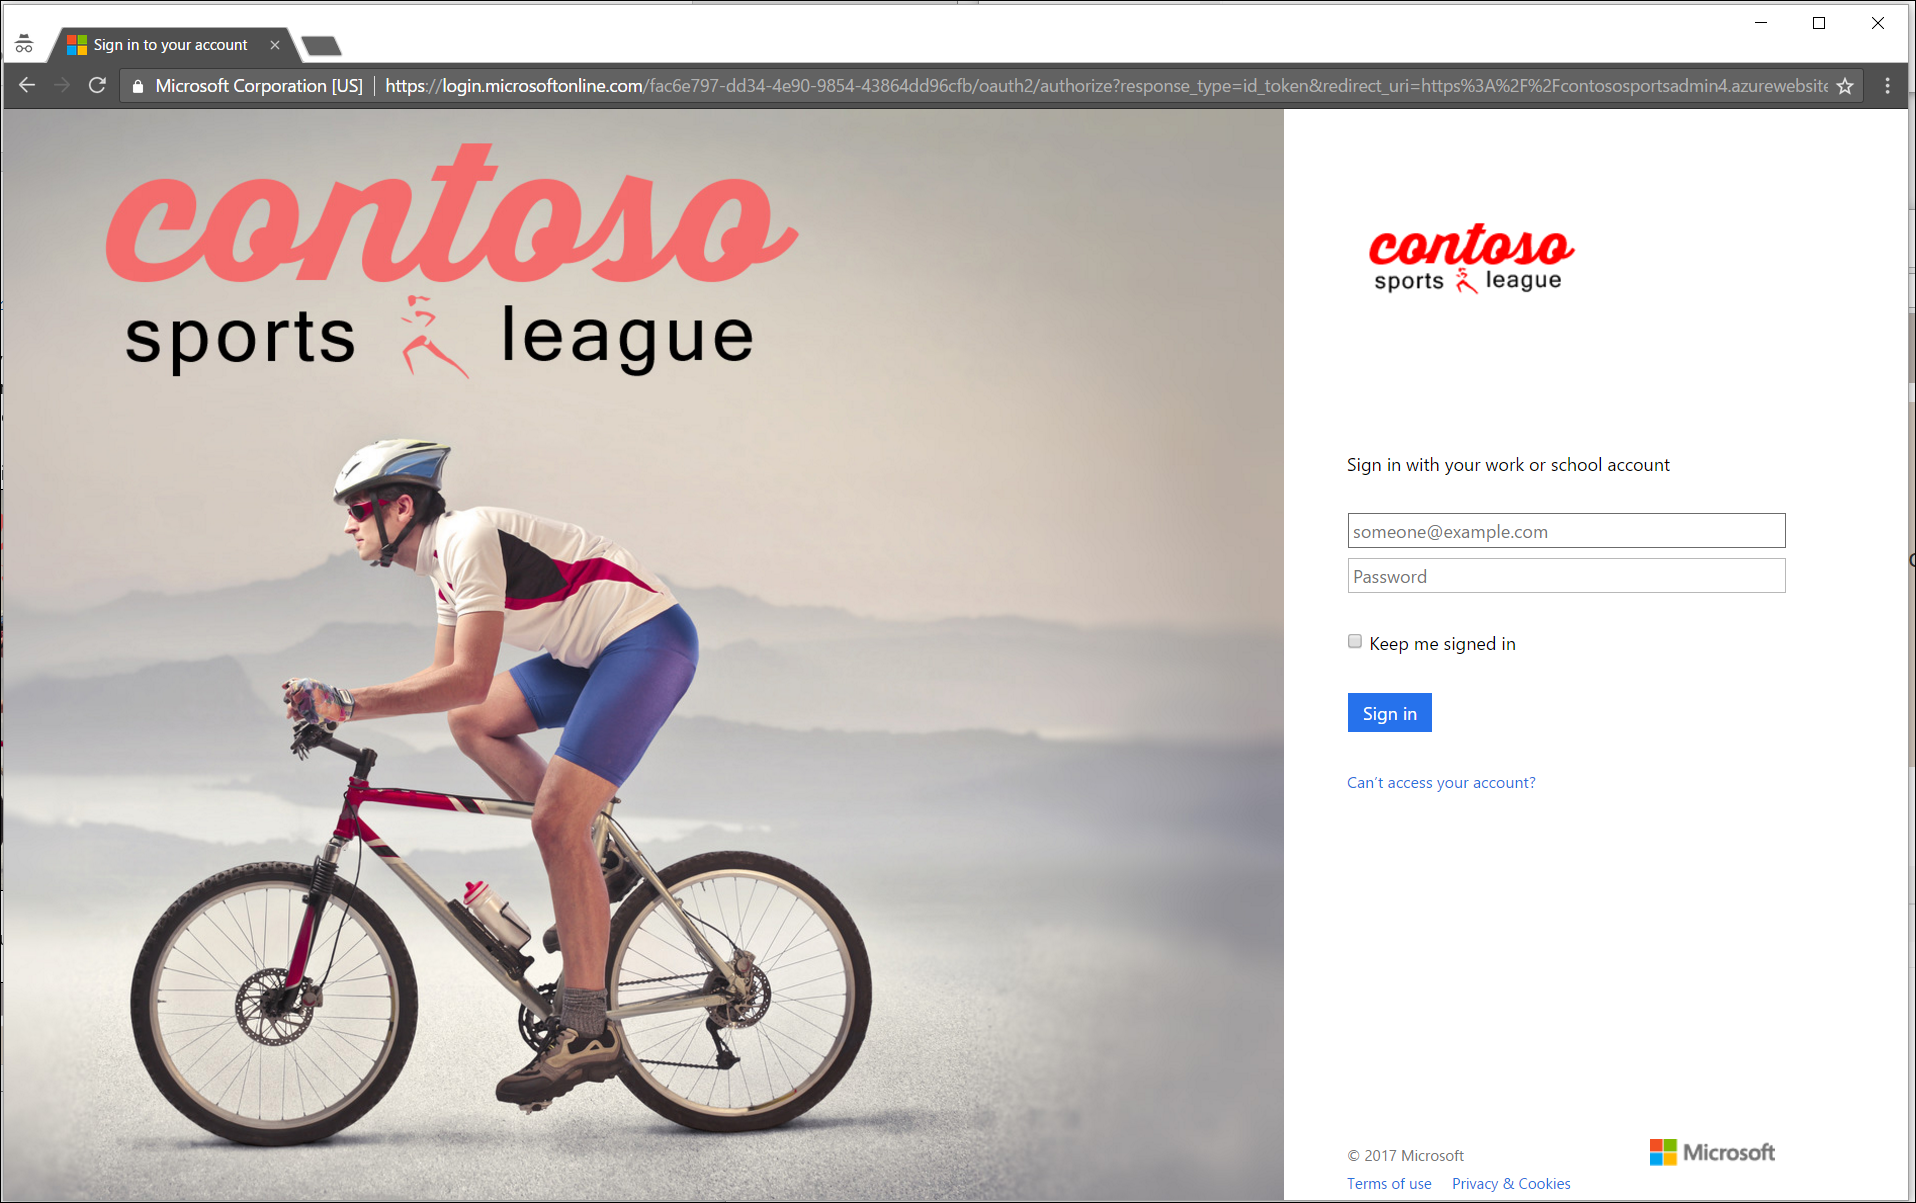 Sign in to your account
Microsoft Corporation [US] https://login.microsoftonline.com/fac6e797-dd34-4e90-9854-43864dd96cfb/oauth2/authorize?response_type=id_token&redirect_uri=https%3A%2F%2Fcontososportsadmin4.azurewebsite
contoso
sports league
contoso
sports league
Sign in with your work or school account
someone@example.com
Password
Keep me signed in
Sign in
Can't access your account?
© 2017 Microsoft
Microsoft
Terms of use Privacy & Cookies